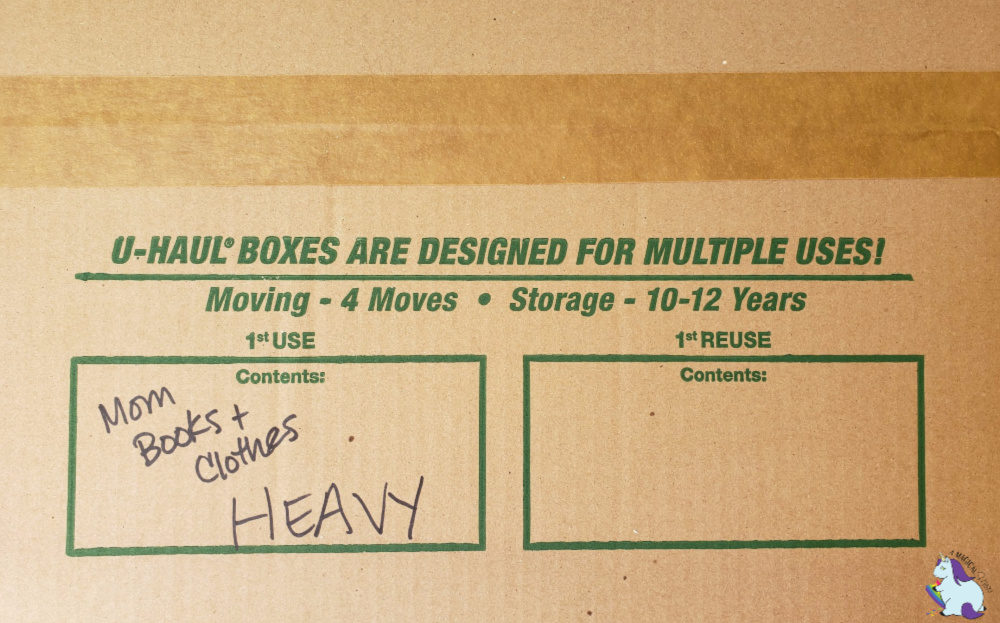 U-HAUL® BOXES ARE DESIGNED FOR MULTIPLE USES!
Moving - 4 Moves • Storage - 10-12 Years
1st USE
Contents:
Mom
Books +
Clothes
HEAVY
1st REUSE
Contents:
A MAGICAL